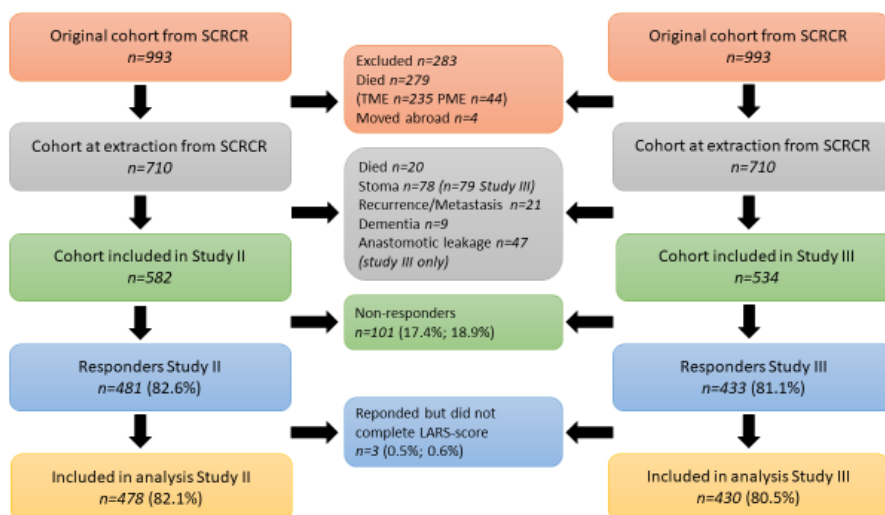 Original cohort from SCRCR
n=993
Cohort at extraction from SCRCR
n=710
Cohort included in Study II
n=582
Responders Study II
n=481 (82.6%)
Included in analysis Study II
n=478 (82.1%)
Excluded n=283
Died n=279
(TME n=235 PME n=44)
Moved abroad n=4
Died n=20
Stoma n=78 (n=79 Study III)
Recurrence/Metastasis n=21
Dementia n=9
Anastomotic leakage n=47
(study III only)
Non-responders
n=101 (17.4%; 18.9%)
Reponded but did not
complete LARS-score
n=3 (0.5%; 0.6%)
Original cohort from SCRCR
n=993
Cohort at extraction from SCRCR
n=710
Cohort included in Study III
n=534
Responders Study III
n=433 (81.1%)
Included in analysis Study III
n=430 (80.5%)